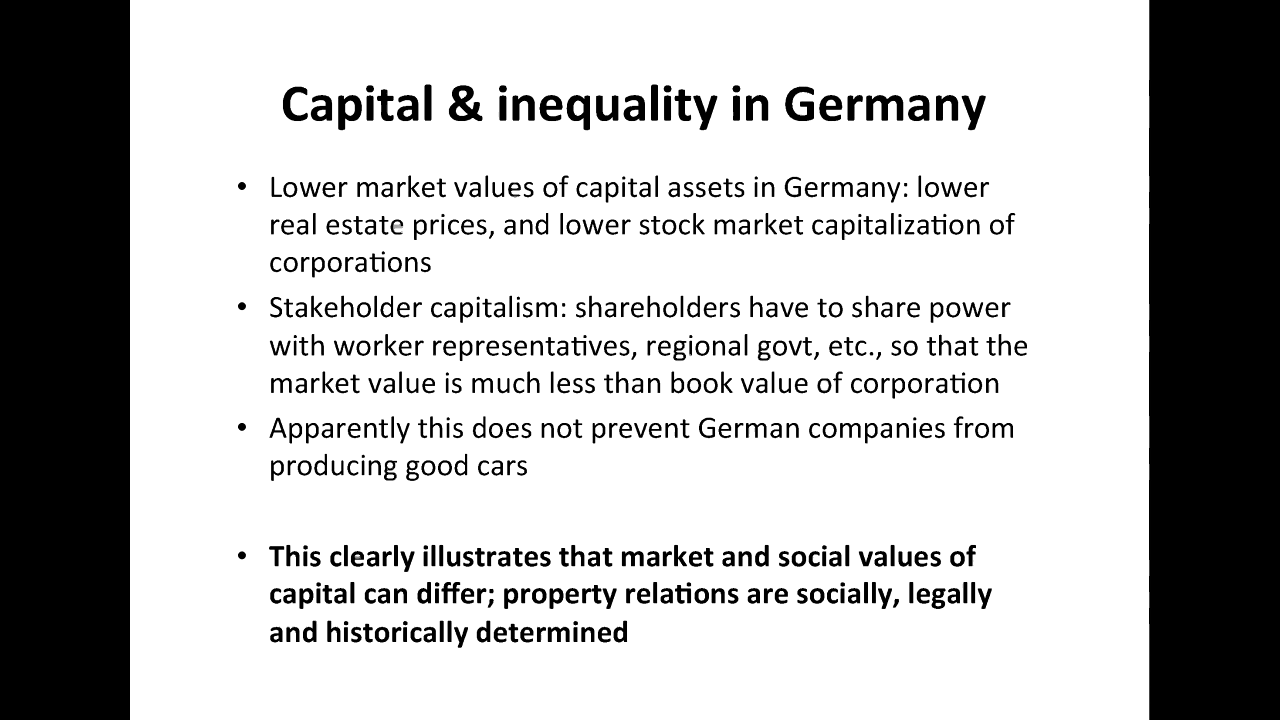 Capital & inequality in Germany
• Lower market values of capital assets in Germany: lower
real estate prices, and lower stock market capitalization of
corporations
• Stakeholder capitalism: shareholders have to share power
with worker representatives, regional govt, etc., so that the
market value is much less than book value of corporation
• Apparently this does not prevent German companies from
producing good cars
• This clearly illustrates that market and social values of
capital can differ; property relations are socially, legally
and historically determined